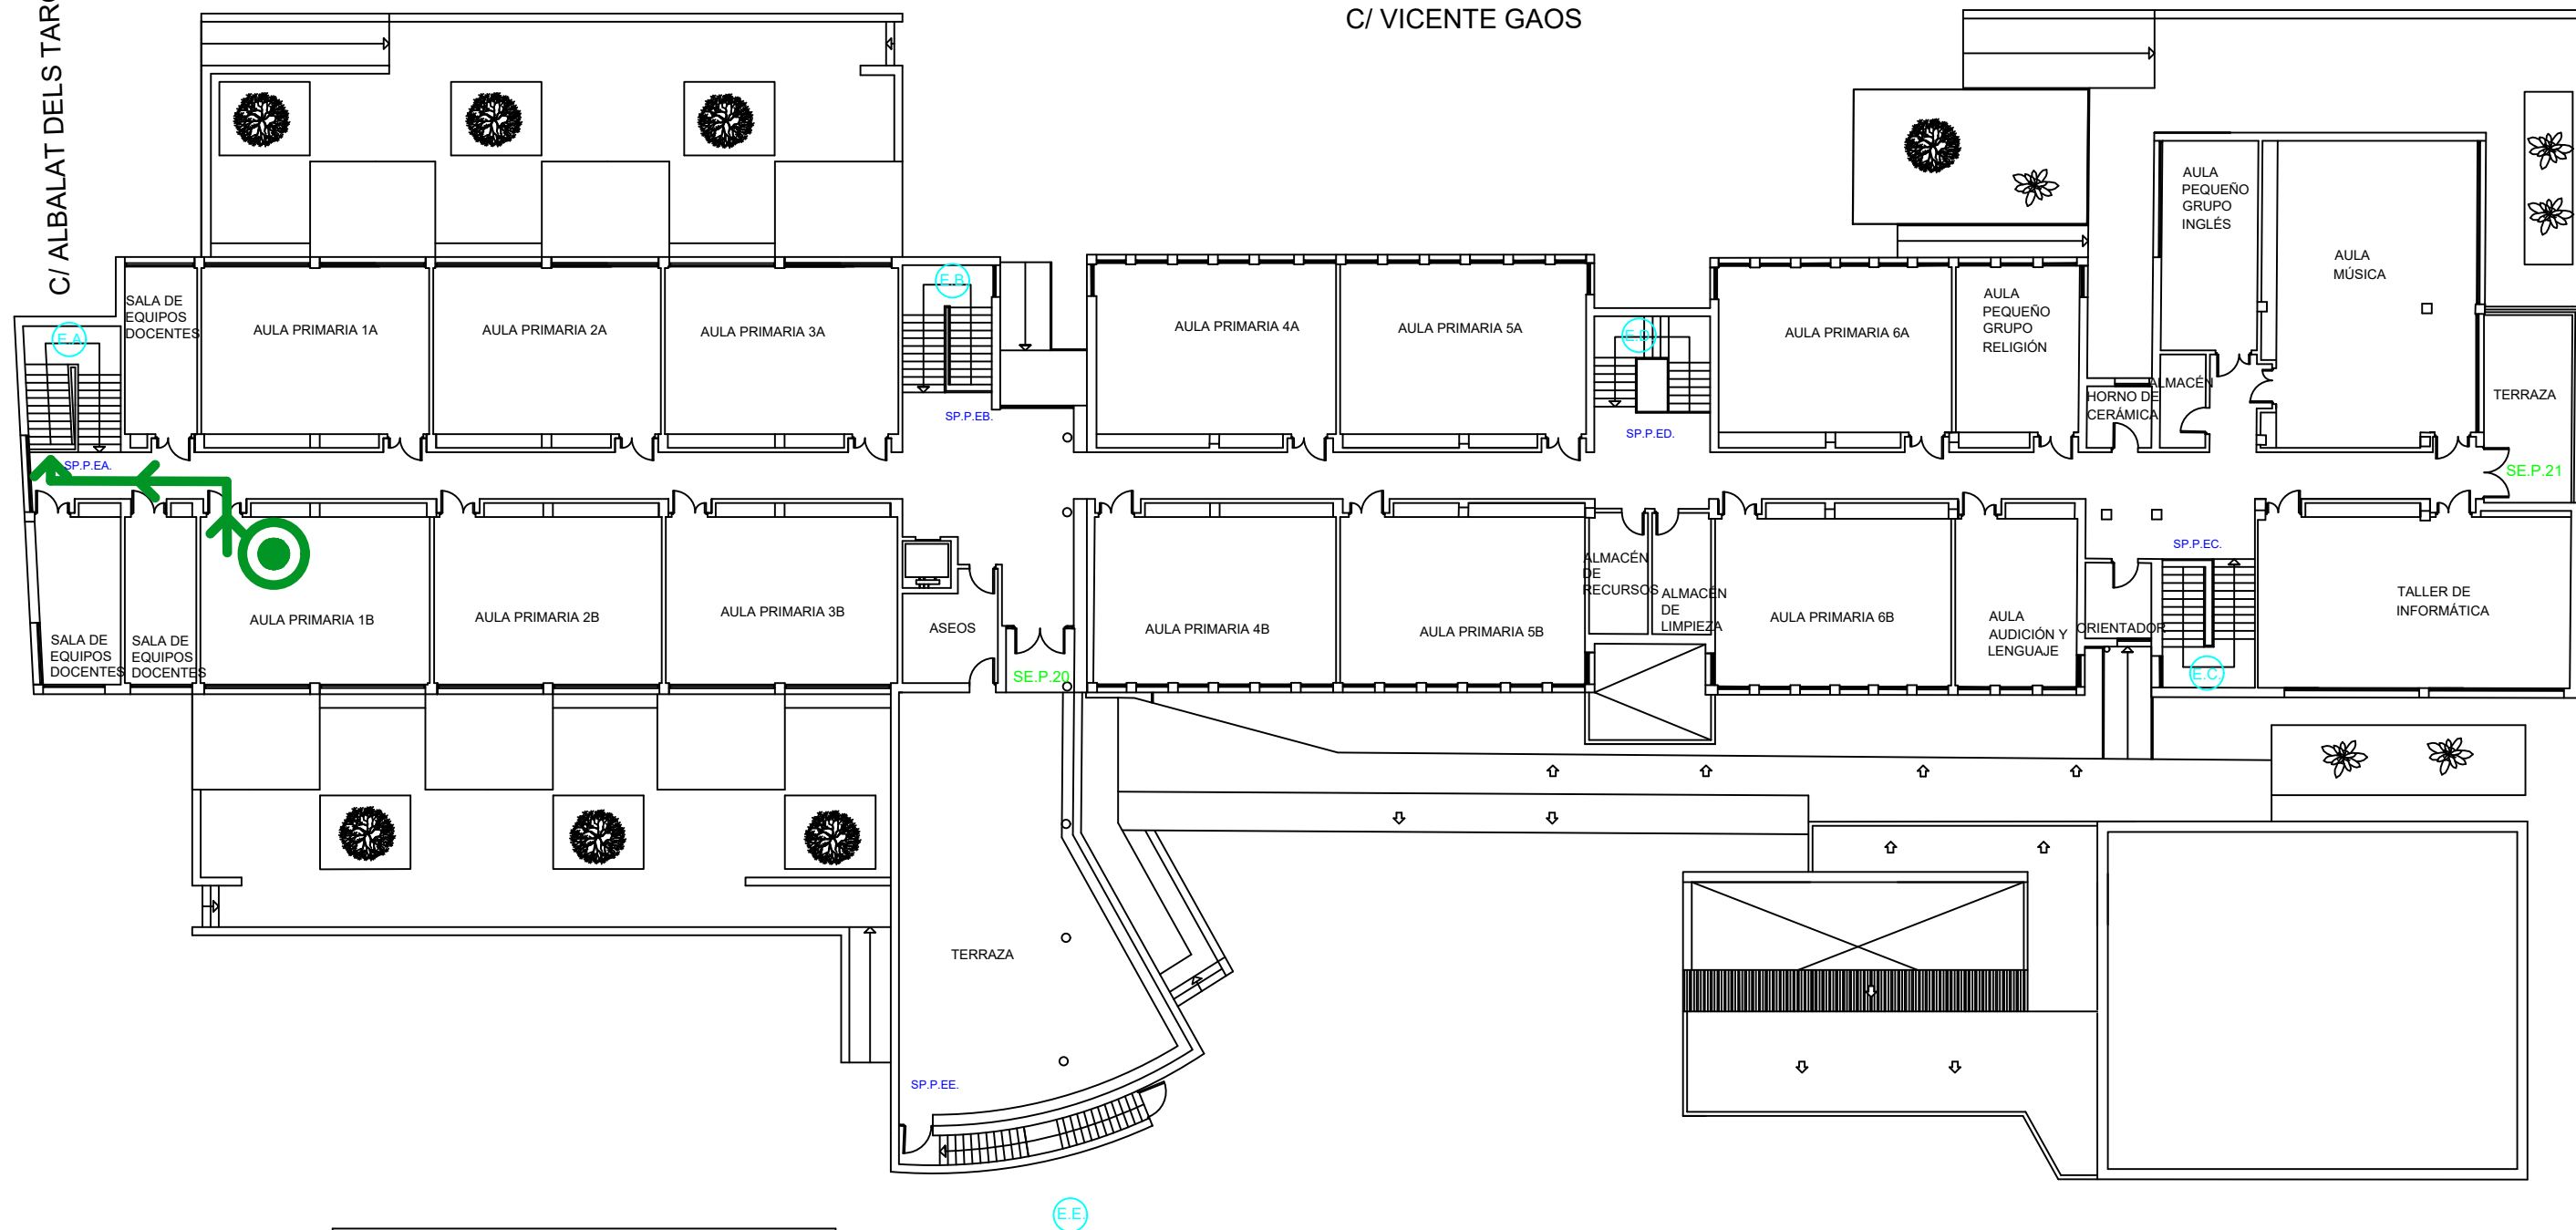 C/ VICENTE GAOS
C/ ALBALAT DELS
SALA DE
EQUIPOS
DOCENTES
AULA PRIMARIA 1A
AULA PRIMARIA 2A
AULA PRIMARIA 3A
AULA PRIMARIA 4A
AULA PRIMARIA 5A
AULA PRIMARIA 6A
AULA
PEQUEÑO
GRUPO
RELIGIÓN
AULA
PEQUEÑO
GRUPO
INGLÉS
AULA
MÚSICA
TERRAZA
HORNO DE
CERÁMICA
ALMACÉN
E.A
E.B
E.D
SP.P.EA.
SP.P.EB.
SP.P.ED.
SE.P.21
SP.P.EC.
SALA DE
EQUIPOS
DOCENTES
SALA DE
EQUIPOS
DOCENTES
AULA PRIMARIA 1B
AULA PRIMARIA 2B
AULA PRIMARIA 3B
ASEOS
SE.P.20
AULA PRIMARIA 4B
AULA PRIMARIA 5B
ALMACÉN
DE
RECURSOS
ALMACÉN
DE
LIMPIEZA
AULA PRIMARIA 6B
AULA
AUDICIÓN Y
LENGUAJE
ORIENTADOR
E.C.
TALLER DE
INFORMÁTICA
TERRAZA
SP.P.EE.
E.E.